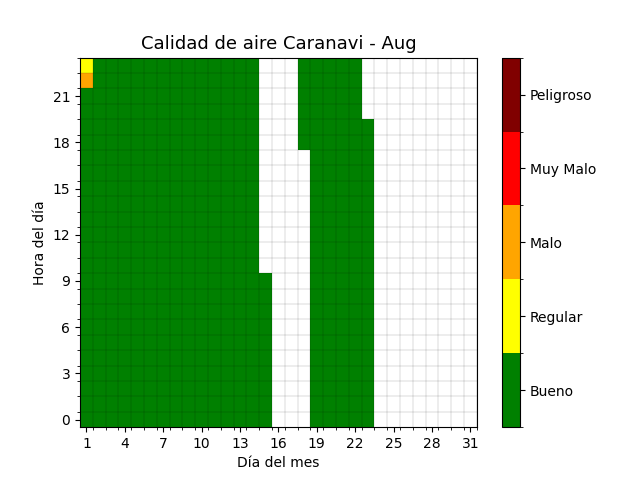 Calidad de aire Caranavi - Aug
Hora del día
21
18
15
12
9
6
3
0
1 4 7 10 13 16 19 22 25 28 31
Día del mes
Peligroso
Muy Malo
Malo
Regular
Bueno